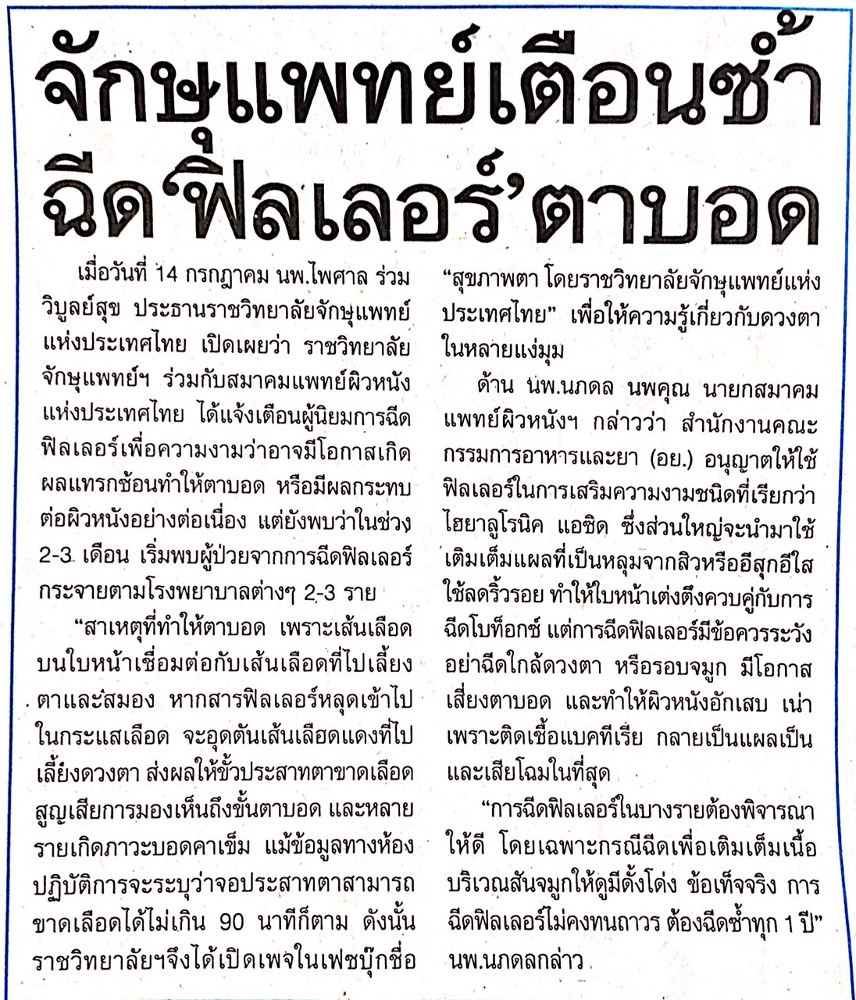 จักษุแพทย์เตือนซ้ำ
ฉีด‘ฟิลเลอร์’ตาบอด
เมื่อวันที่ 14 กรกฎาคม นพ.ไพศาล ร่วม
วิบูลย์สุข ประธานราชวิทยาลัยจักษุแพทย์
แห่งประเทศไทย เปิดเผยว่า ราชวิทยาลัย
จักษุแพทย์ฯ ร่วมกับสมาคมแพทย์ผิวหนัง
แห่งประเทศไทย ได้แจ้งเตือนผู้นิยมการฉีด
ฟิลเลอร์เพื่อความงามว่าอาจมีโอกาสเกิด
ผลแทรกซ้อนทำให้ตาบอด หรือมีผลกระทบ
ต่อผิวหนังอย่างต่อเนื่อง แต่ยังพบว่าในช่วง
2-3 เดือน เริ่มพบผู้ป่วยจากการฉีดฟิลเลอร์
กระจายตามโรงพยาบาลต่างๆ 2-3 ราย
“สาเหตุที่ทำให้ตาบอด เพราะเส้นเลือด
บนใบหน้าเชื่อมต่อกับเส้นเลือดที่ไปเลี้ยง
ตาและสมอง หากสารฟิลเลอร์หลุดเข้าไป
ในกระแสเลือด จะอุดตันเส้นเลือดแดงที่ไป
เลี้ยงดวงตา ส่งผลให้ขั้วประสาทตาขาดเลือด
สูญเสียการมองเห็นถึงขั้นตาบอด และหลาย
รายเกิดภาวะบอดคาเข็ม แม้ข้อมูลทางห้อง
ปฏิบัติการจะระบุว่าจอประสาทตาสามารถ
ขาดเลือดได้ไม่เกิน 90 นาทีก็ตาม ดังนั้น
ราชวิทยาลัยฯจึงได้เปิดเพจในเฟซบุ๊กชื่อ
“สุขภาพตา โดยราชวิทยาลัยจักษุแพทย์แห่ง
ประเทศไทย” เพื่อให้ความรู้เกี่ยวกับดวงตา
ในหลายแง่มุม
ด้าน นพ.นภดล นพคุณ นายกสมาคม
แพทย์ผิวหนังฯ กล่าวว่า สำนักงานคณะ
กรรมการอาหารและยา (อย.) อนุญาตให้ใช้
ฟิลเลอร์ในการเสริมความงามชนิดที่เรียกว่า
ไฮยาลูโรนิค แอซิด ซึ่งส่วนใหญ่จะนำมาใช้
เติมเต็มแผลที่เป็นหลุมจากสิวหรืออีสุกอีใส
ใช้ลดริ้วรอย ทำให้ใบหน้าเต่งตึงควบคู่กับการ
ฉีดโบท็อกซ์ แต่การฉีดฟิลเลอร์มีข้อควรระวัง
อย่าฉีดใกล้ดวงตา หรือรอบจมูก มีโอกาส
เสี่ยงตาบอด และทำให้ผิวหนังอักเสบ เน่า
เพราะติดเชื้อแบคทีเรีย กลายเป็นแผลเป็น
และเสียโฉมในที่สุด
“การฉีดฟิลเลอร์ในบางรายต้องพิจารณา
ให้ดี โดยเฉพาะกรณีฉีดเพื่อเติมเต็มเนื้อ
บริเวณสันจมูกให้ดูมีดั้งโด่ง ข้อเท็จจริง การ
ฉีดฟิลเลอร์ไม่คงทนถาวร ต้องฉีดซ้ำทุก 1 ปี”
นพ.นภดลกล่าว